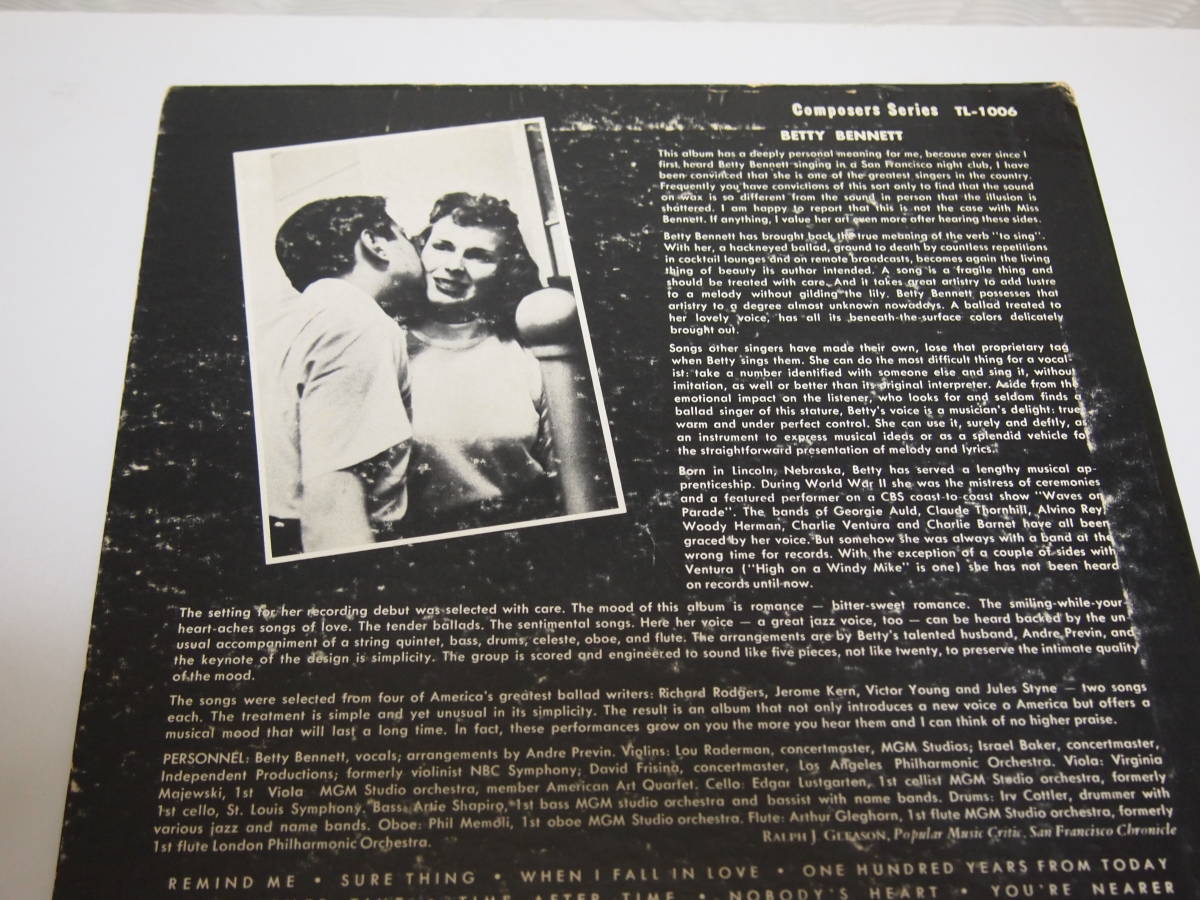 Composers Series TL-1006
BETTY BENNETT
This album has a deeply personal meaning for me, because ever since I
first heard Betty Bennett singing in a San Francisco night club, I have
been convinced that she is one of the greatest singers in the country.
Frequently you have convictions of this sort only to find that the sound
on wax is so different from the sound in person that the illusion is
shattered. I am happy to report that this is not the case with Miss
Bennett. If anything, I value her art even more after hearing these sides.
Betty Bennett has brought back the true meaning of the verb "to sing".
With her, a hackneyed ballad, ground to death by countless repetitions
in cocktail lounges and on remote broadcasts, becomes again the living
thing of beauty its author intended. A song is a fragile thing and
should be treated with care. And it takes great artistry to add lustre
to a melody without gilding the lily. Betty Bennett possesses that
artistry to a degree almost unknown nowadays. A ballad treated to
her lovely voice, has all its beneath-the-surface colors delicately
brought out.
Songs other singers have made their own, lose that proprietary tag
when Betty sings them. She can do the most difficult thing for a vocal-
ist: take a number identified with someone else and sing it, without
imitation, as well or better than its original interpreter. Aside from the
emotional impact on the listener, who looks for and seldom finds a
ballad singer of this stature, Betty's voice is a musician's delight: true,
warm and under perfect control. She can use it, surely and deftly, a
an instrument to express musical ideas or as a splendid vehicle fo
the straightforward presentation of melody and lyrics.
Born in Lincoln, Nebraska, Betty has served a lengthy musical ap-
prenticeship. During World War II she was the mistress of ceremonies
and a featured performer on a CBS coast-to-coast show "Waves on
Parade". The bands of Georgie Auld, Claude Thornhill, Alvino Rey
Woody Herman, Charlie Ventura and Charlie Barnet have all been
graced by her voice. But somehow she was always with a band at the
wrong time for records. With the exception of a couple of sides with
Ventura ("High on a Windy Mike" is one) she has not been heard
on records until now.
The setting for her recording debut was selected with care. The mood of this album is romance — bitter-sweet romance. The smiling-while-your-
heart-aches songs of love. The tender ballads. The sentimental songs. Here her voice — a great jazz voice, too — can be heard backed by the un
usual accompaniment of a string quintet, bass, drums, celeste, oboe, and flute. The arrangements are by Betty's talented husband, Andre Previn, and
the keynote of the design is simplicity. The group is scored and engineered to sound like five pieces, not like twenty, to preserve the intimate quality
of the mood.
The songs were selected from four of America's greatest ballad writers: Richard Rodgers, Jerome Kern, Victor Young and Jules Styne — two songs
each. The treatment is simple and yet unusual in its simplicity. The result is an album that not only introduces a new voice o America but offers a
musical mood that will last a long time. In fact, these performances grow on you the more you hear them and I can think of no higher praise.
PERSONNEL: Betty Bennett, vocals; arrangements by Andre Previn. Violins: Lou Raderman, concertmaster, MGM Studios; Israel Baker, concertmaster,
Independent Productions; formerly violinist NBC Symphony; David Frisina, concertmaster, Los Angeles Philharmonic Orchestra. Viola: Virginia
Majewski, 1st Viola MGM Studio orchestra, member American Art Quartet. Cello: Edgar Lustgarten, 1st cellist MGM Studio orchestra, formerly
1st cello, St. Louis Symphony. Bass: Artie Shapiro, 1st bass MGM studio orchestra and bassist with name bands. Drums: Irv Cottler, drummer with
various jazz and name bands. Oboe: Phil Memoli, 1st oboe MGM Studio orchestra. Flute: Arthur Gleghorn, 1st flute MGM Studio orchestra, formerly
1st flute London Philharmonic Orchestra.
RALPH J. GLEASON, Popular Music Critic, San Francisco Chronicle
REMIND ME • SURE THING • WHEN I FALL IN LOVE • ONE HUNDRED YEARS FROM TODAY
TIME AFTER TIME • NOBODY'S HEART • YOU'RE NEARER